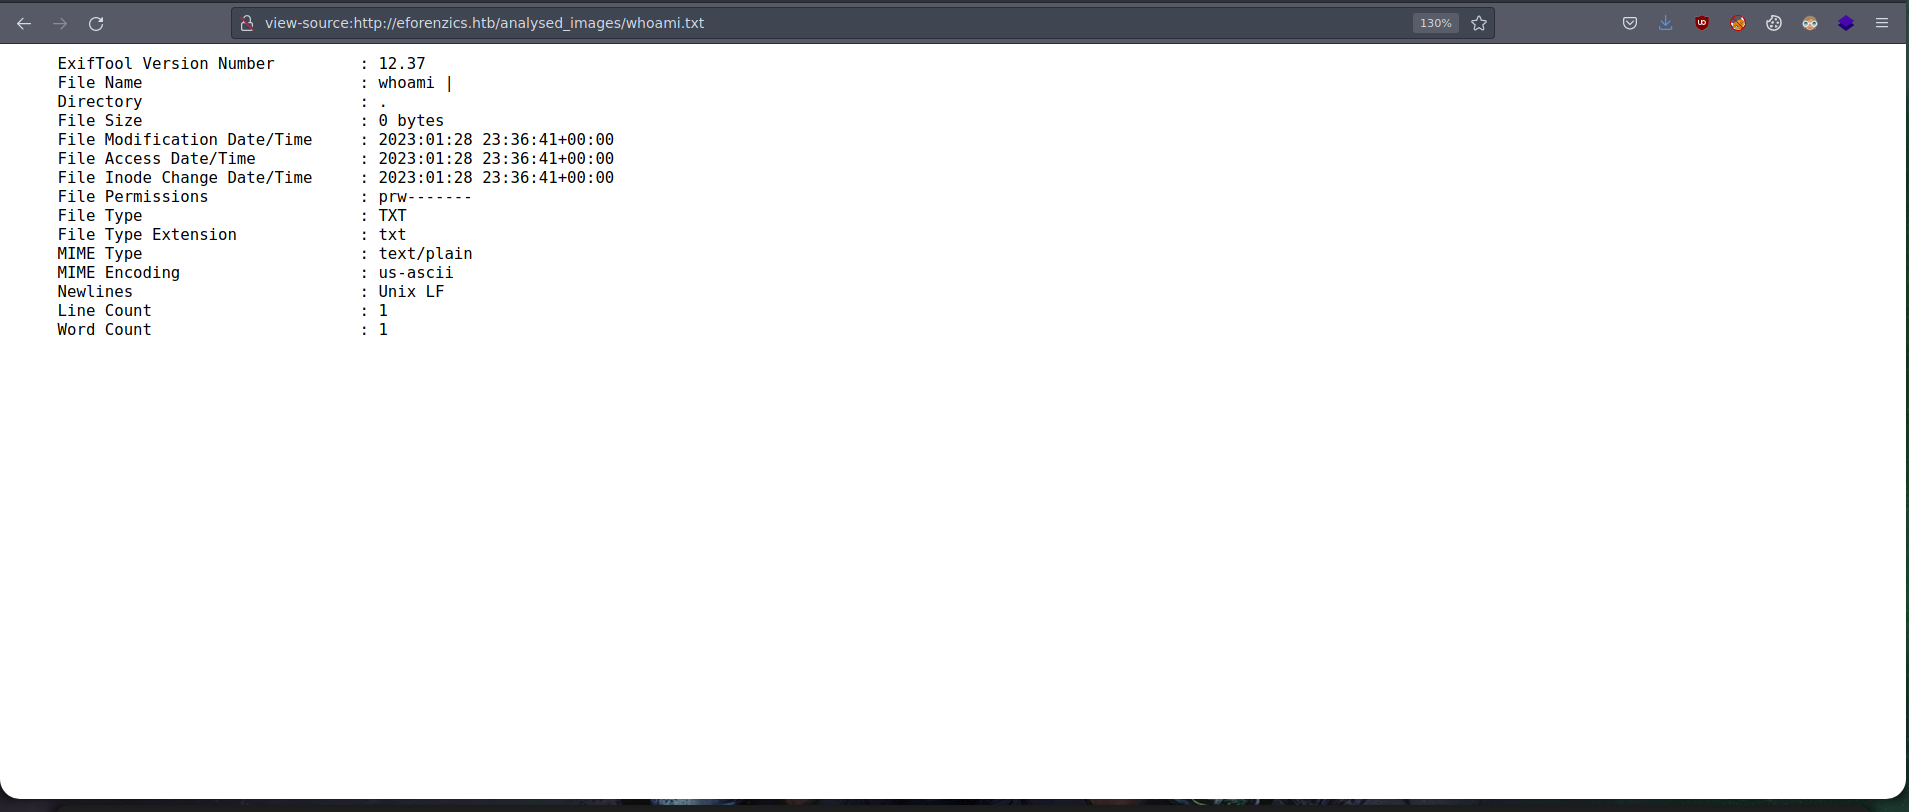 view-source:http://eforenzics.htb/analysed_images/whoami.txt 130%
ExifTool Version Number : 12.37
File Name : whoami |
Directory : .
File Size : 0 bytes
File Modification Date/Time : 2023:01:28 23:36:41+00:00
File Access Date/Time : 2023:01:28 23:36:41+00:00
File Inode Change Date/Time : 2023:01:28 23:36:41+00:00
File Permissions : prw-------
File Type : TXT
File Type Extension : txt
MIME Type : text/plain
MIME Encoding : us-ascii
Newlines : Unix LF
Line Count : 1
Word Count : 1